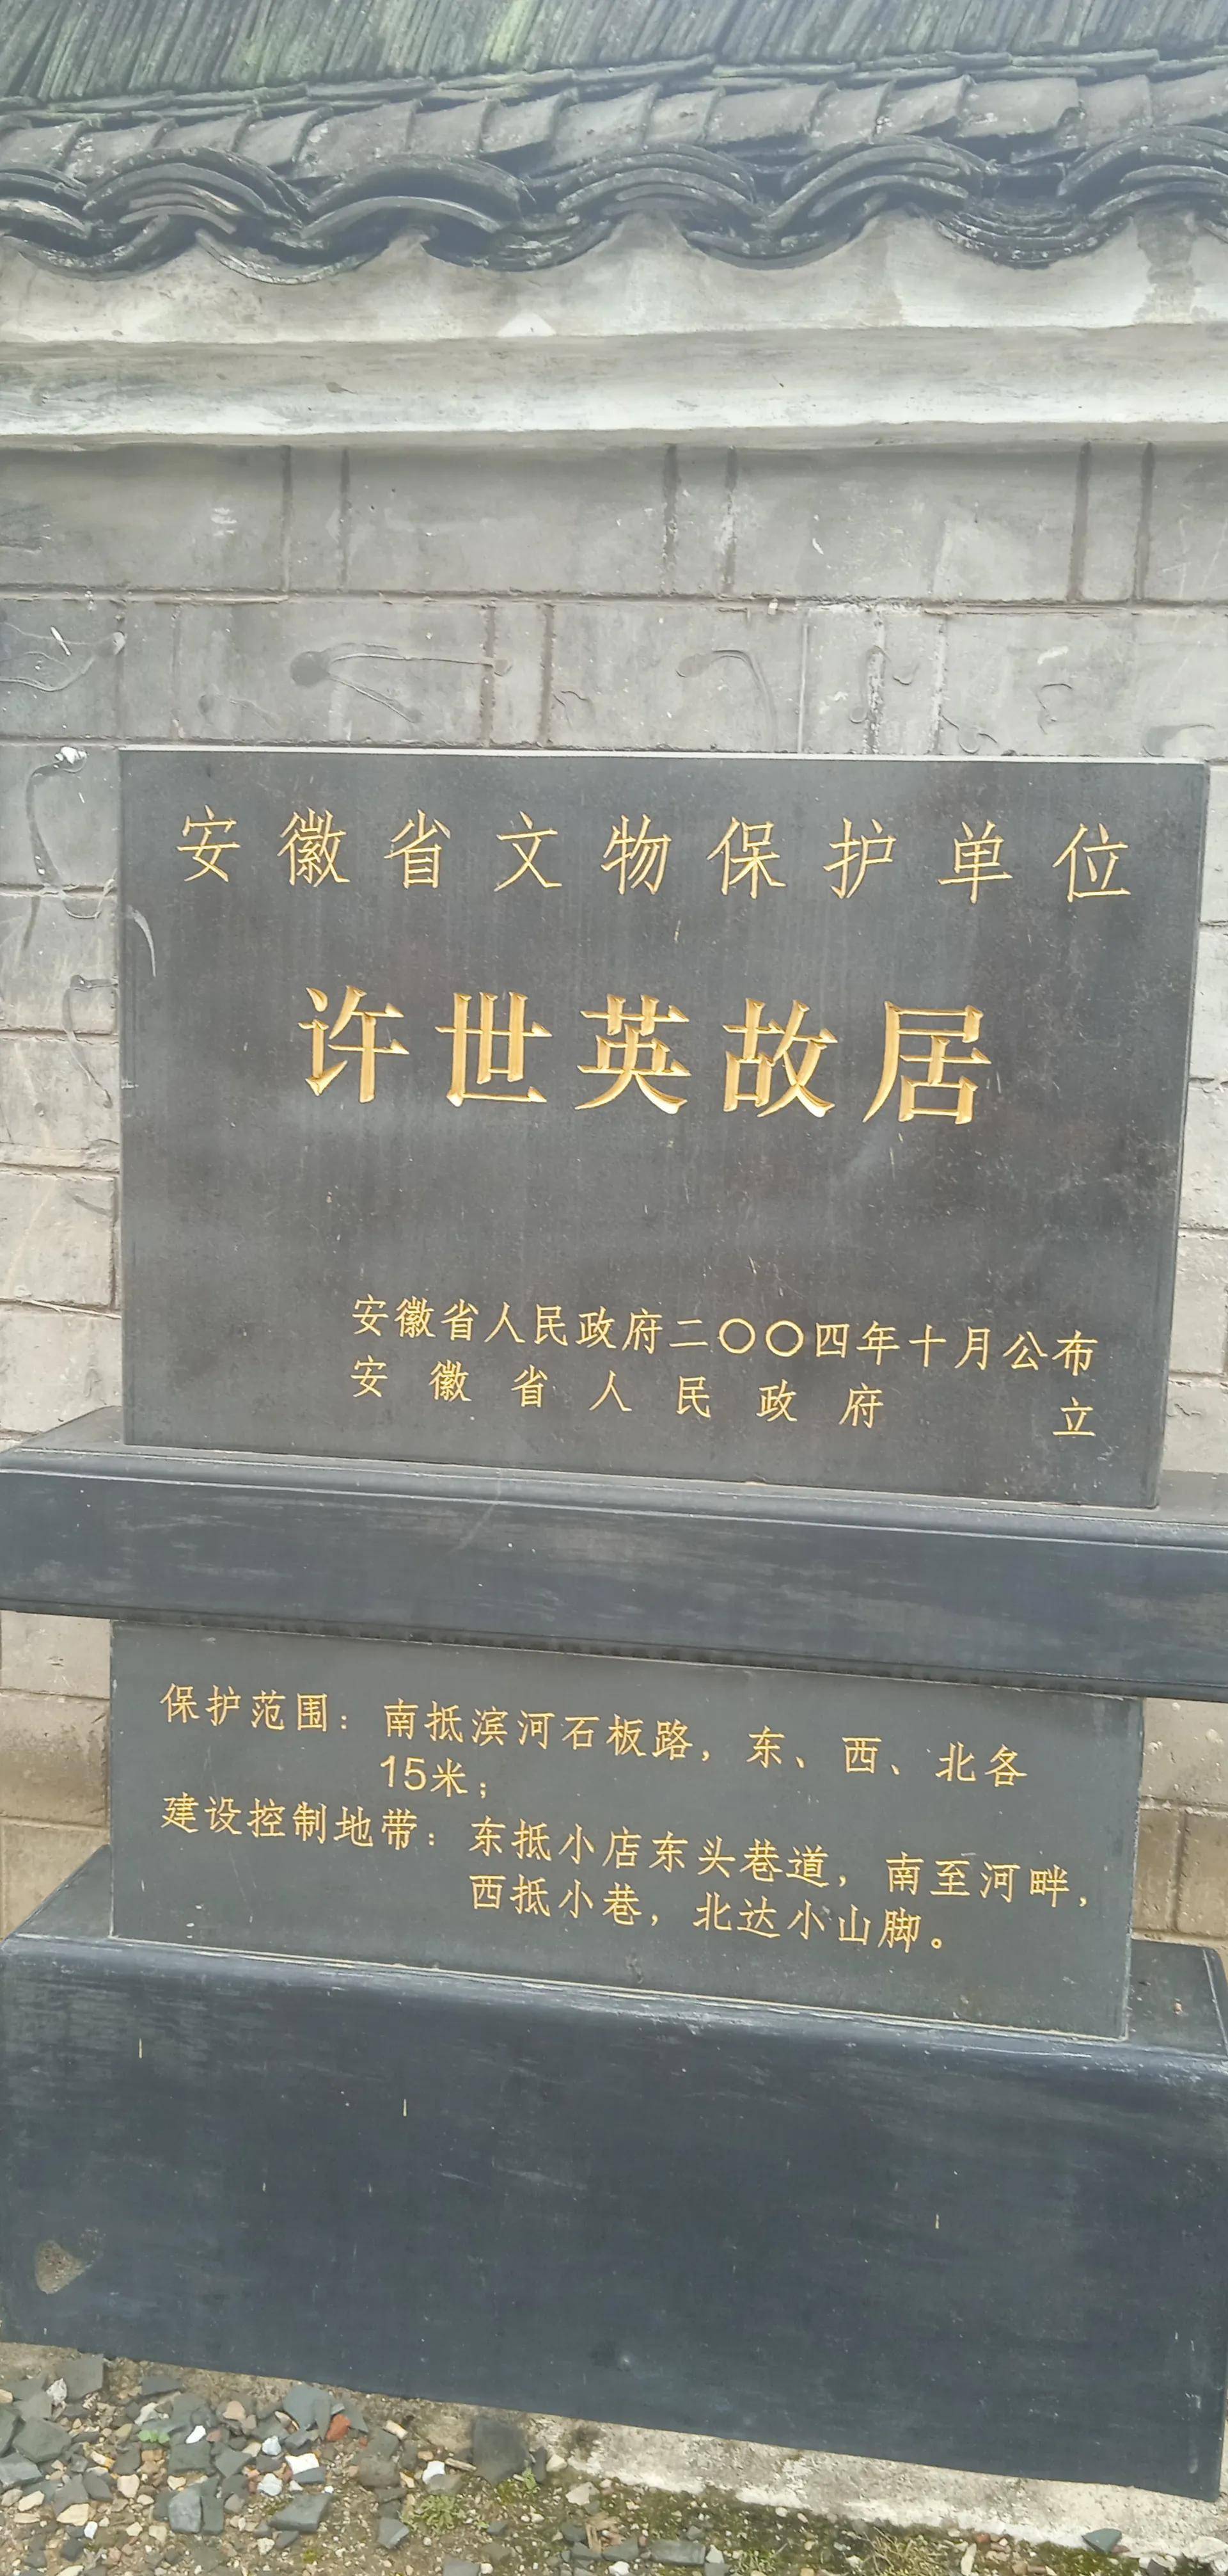 安徽省文物保护单位
许世英故居
安徽省人民政府二〇〇四年十月公布
安徽省人民政府 立
保护范围：南抵滨河石板路，东、西、北各
15米；
建设控制地带：东抵小店东头巷道，南至河畔，
西抵小巷，北达小山脚。